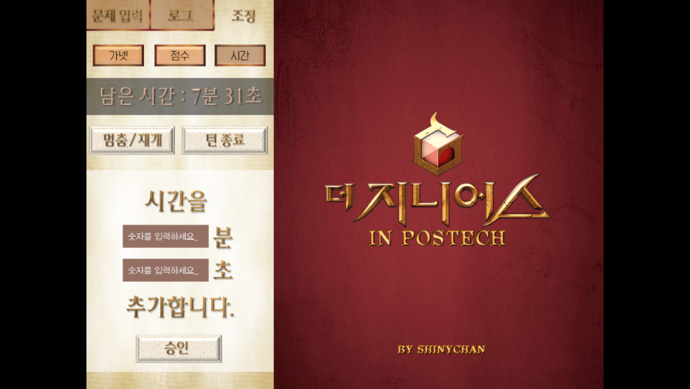 문제 입력 로그 조정
가넷 점수 시간
남은 시간 : 7분 31초
멈춤/재개 턴 종료
시간을
숫자를 입력하세요_ 분
숫자를 입력하세요_ 초
추가합니다.
승인
더 지니어스
IN POSTECH
BY SHINYCHAN